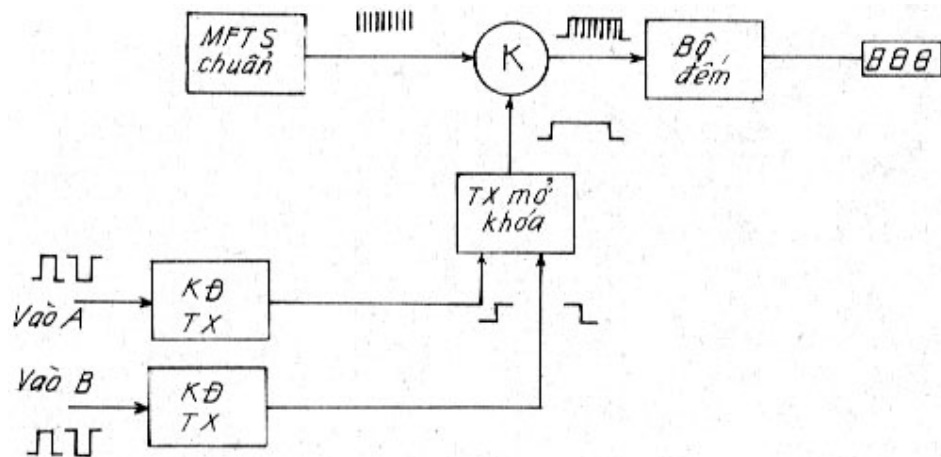 MFTS
chuẩn
K
Bộ
đếm
888
TX mở
khóa
Vào A
KĐ
TX
Vào B
KĐ
TX